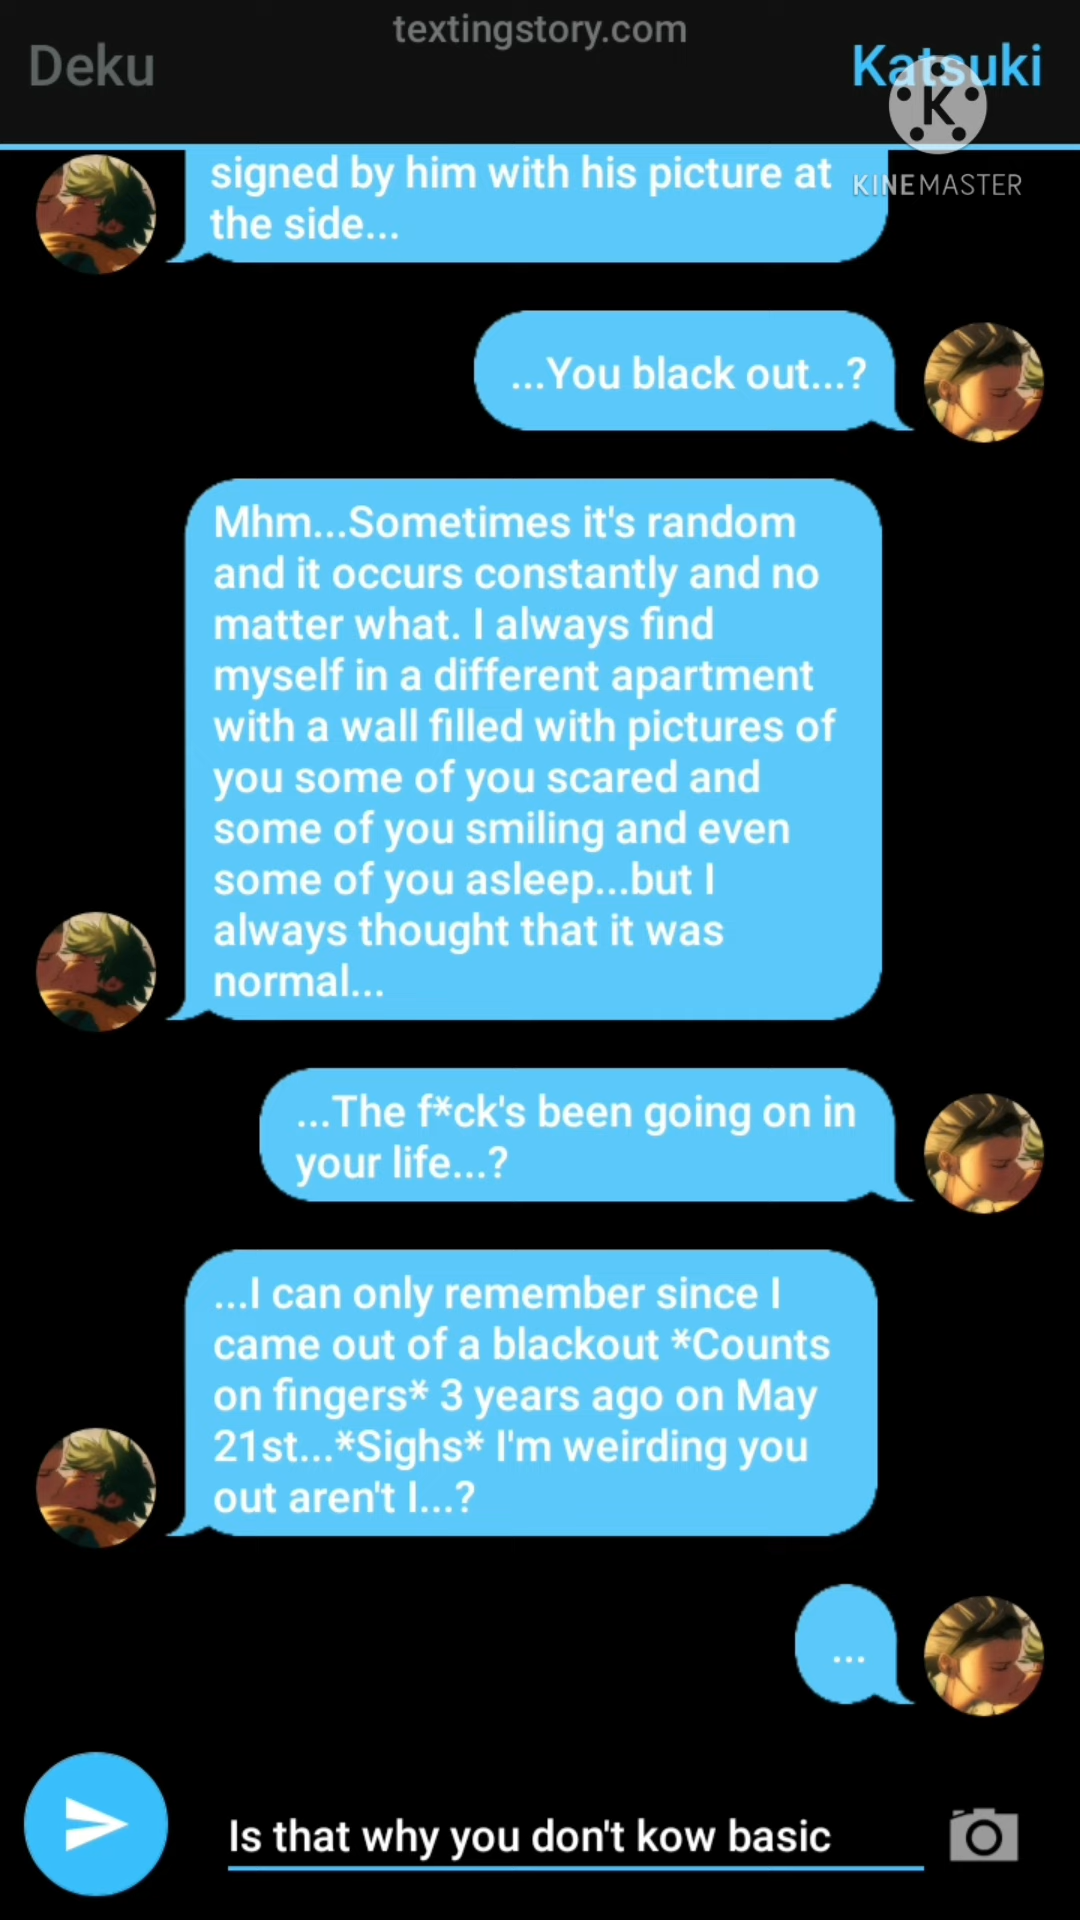 textingstory.com
Deku
Katsuki
K
KINEMASTER
signed by him with his picture at
the side...
...You black out...?
Mhm...Sometimes it's random
and it occurs constantly and no
matter what. I always find
myself in a different apartment
with a wall filled with pictures of
you some of you scared and
some of you smiling and even
some of you asleep...but I
always thought that it was
normal...
...The f*ck's been going on in
your life...?
...I can only remember since I
came out of a blackout *Counts
on fingers* 3 years ago on May
21st...*Sighs* I'm weirding you
out aren't I...?
...
Is that why you don't kow basic